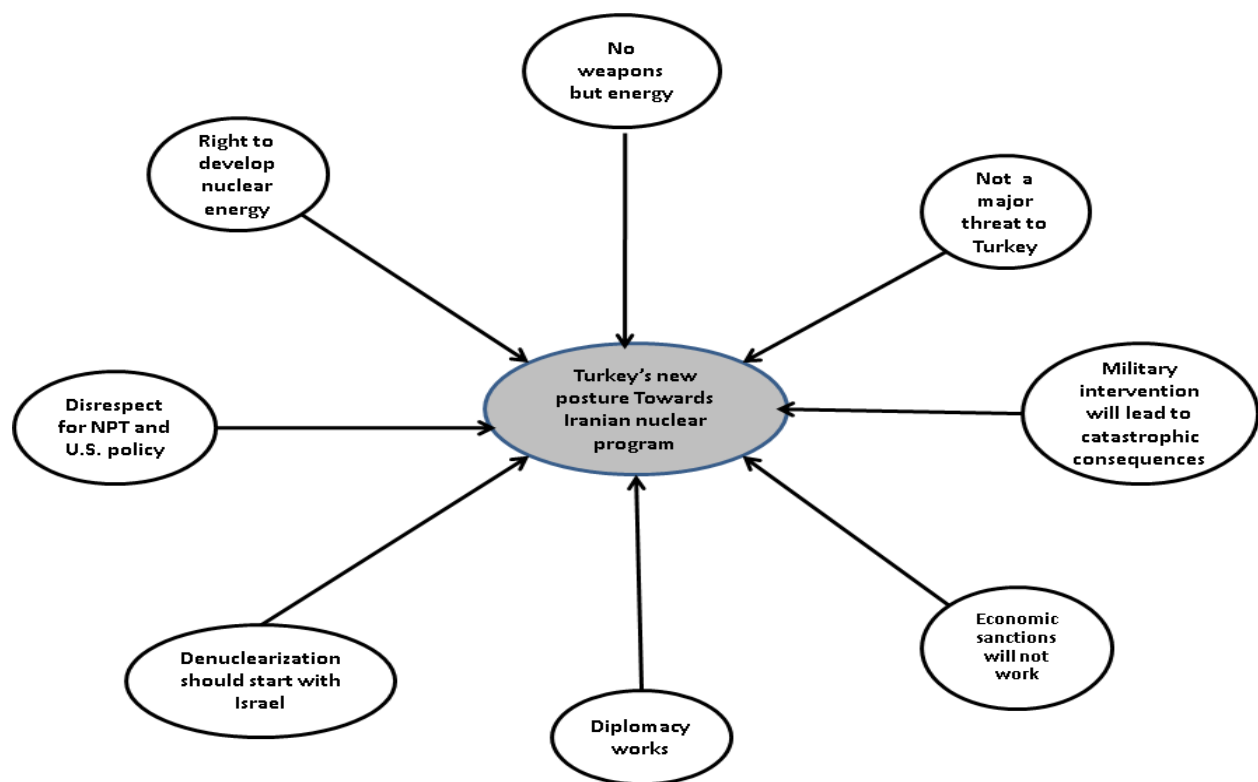 No
weapons
but energy
Right to
develop
nuclear
energy
Not a
major
threat to
Turkey
Turkey's new
posture Towards
Iranian nuclear
program
Military
intervention
will lead to
catastrophic
consequences
Disrespect
for NPT and
U.S. policy
Denuclearization
should start with
Israel
Diplomacy
works
Economic
sanctions
will not
work